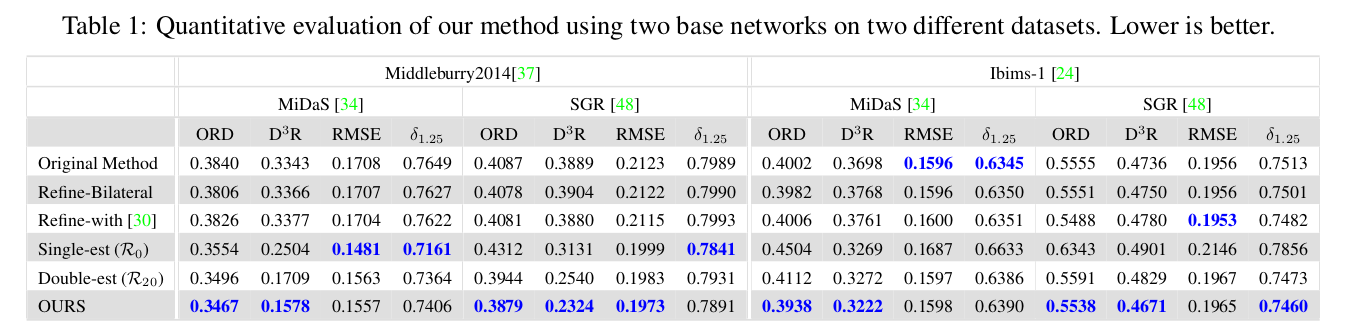 Table 1: Quantitative evaluation of our method using two base networks on two different datasets. Lower is better.
Middleburry2014[37] Ibims-1 [24]
MiDaS [34] SGR [48] MiDaS [34] SGR [48]
ORD D³R RMSE δ₁.₂₅ ORD D³R RMSE δ₁.₂₅ ORD D³R RMSE δ₁.₂₅ ORD D³R RMSE δ₁.₂₅
Original Method 0.3840 0.3343 0.1708 0.7649 0.4087 0.3889 0.2123 0.7989 0.4002 0.3698 0.1596 0.6345 0.5555 0.4736 0.1956 0.7513
Refine-Bilateral 0.3806 0.3366 0.1707 0.7627 0.4078 0.3904 0.2122 0.7990 0.3982 0.3768 0.1596 0.6350 0.5551 0.4750 0.1956 0.7501
Refine-with [30] 0.3826 0.3377 0.1704 0.7622 0.4081 0.3880 0.2115 0.7993 0.4006 0.3761 0.1600 0.6351 0.5488 0.4780 0.1953 0.7482
Single-est (ℛ₀) 0.3554 0.2504 0.1481 0.7161 0.4312 0.3131 0.1999 0.7841 0.4504 0.3269 0.1687 0.6633 0.6343 0.4901 0.2146 0.7856
Double-est (ℛ₂₀) 0.3496 0.1709 0.1563 0.7364 0.3944 0.2540 0.1983 0.7931 0.4112 0.3272 0.1597 0.6386 0.5591 0.4829 0.1967 0.7473
OURS 0.3467 0.1578 0.1557 0.7406 0.3879 0.2324 0.1973 0.7891 0.3938 0.3222 0.1598 0.6390 0.5538 0.4671 0.1965 0.7460